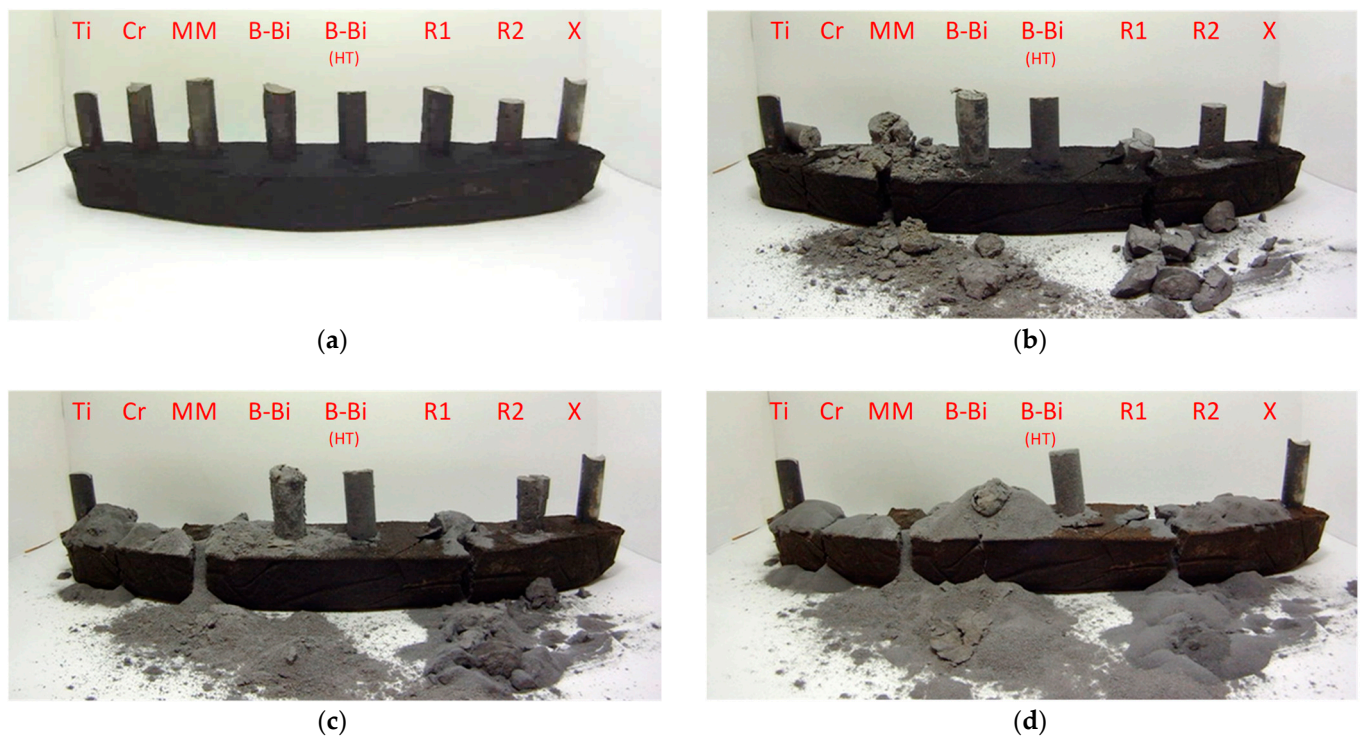 Ti Cr MM B-Bi B-Bi R1 R2 X
(HT)
(a)
Ti Cr MM B-Bi B-Bi R1 R2 X
(HT)
(b)
Ti Cr MM B-Bi B-Bi R1 R2 X
(HT)
(c)
Ti Cr MM B-Bi B-Bi R1 R2 X
(HT)
(d)